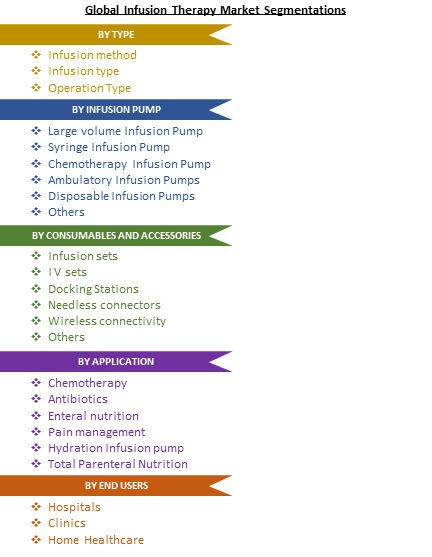 Global Infusion Therapy Market Segmentations
BY TYPE
❖ Infusion method
❖ Infusion type
❖ Operation Type
BY INFUSION PUMP
❖ Large volume Infusion Pump
❖ Syringe Infusion Pump
❖ Chemotherapy Infusion Pump
❖ Ambulatory Infusion Pumps
❖ Disposable Infusion Pumps
❖ Others
BY CONSUMABLES AND ACCESSORIES
❖ Infusion sets
❖ I V sets
❖ Docking Stations
❖ Needless connectors
❖ Wireless connectivity
❖ Others
BY APPLICATION
❖ Chemotherapy
❖ Antibiotics
❖ Enteral nutrition
❖ Pain management
❖ Hydration Infusion pump
❖ Total Parenteral Nutrition
BY END USERS
❖ Hospitals
❖ Clinics
❖ Home Healthcare